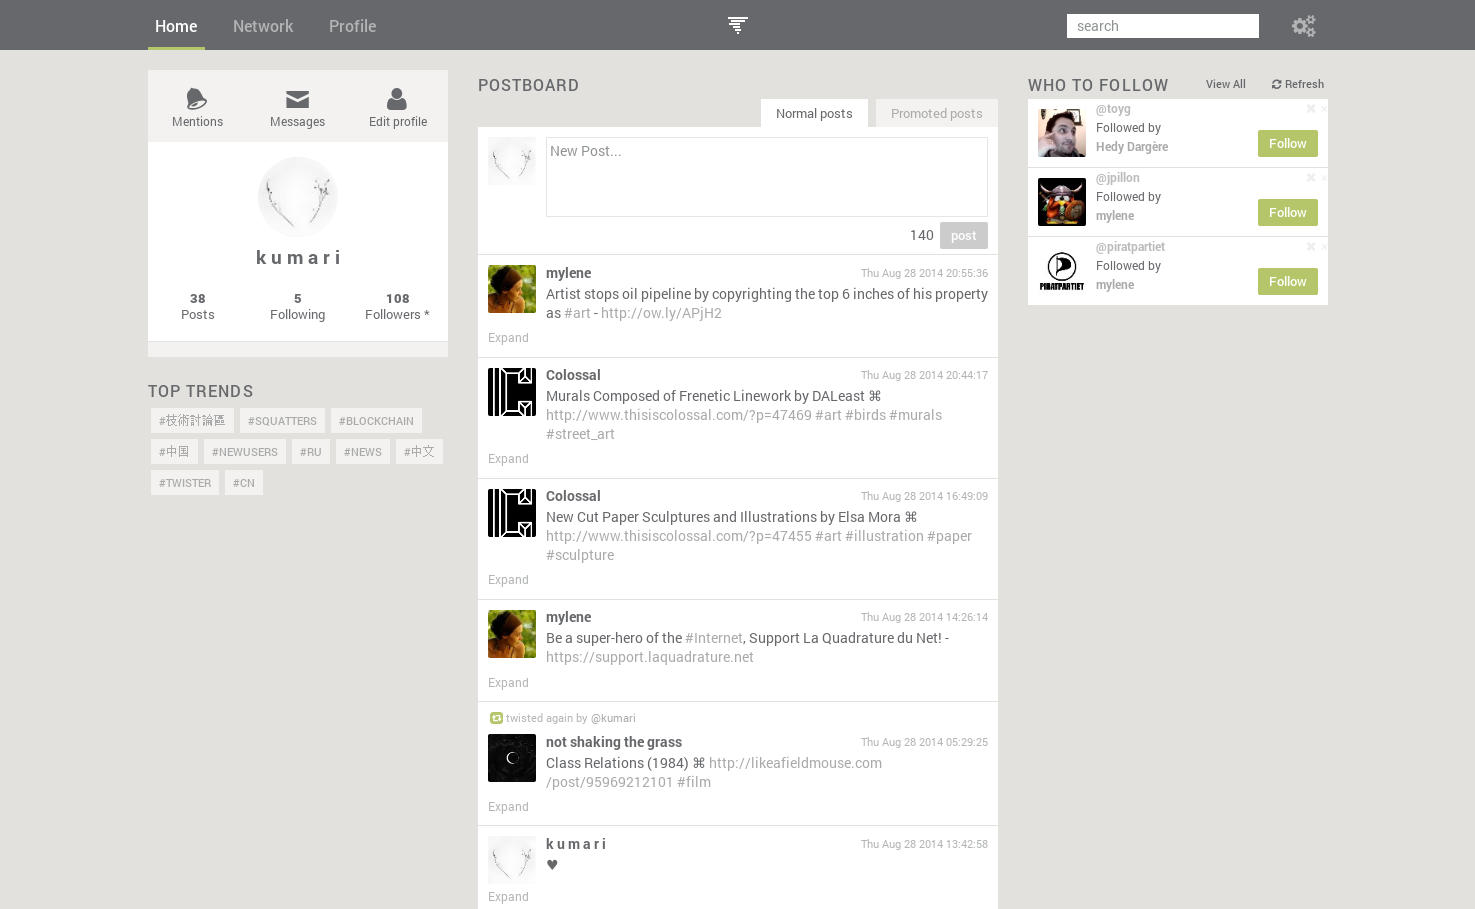 Home Network Profile
search
Mentions Messages Edit profile
k u m a r i
38 5 108
Posts Following Followers *
TOP TRENDS
#技術討論區 #SQUATTERS #BLOCKCHAIN
#中国 #NEWUSERS #RU #NEWS #中文
#TWISTER #CN
POSTBOARD
Normal posts Promoted posts
New Post...
140 post
mylene Thu Aug 28 2014 20:55:36
Artist stops oil pipeline by copyrighting the top 6 inches of his property
as #art - http://ow.ly/APjH2
Expand
Colossal Thu Aug 28 2014 20:44:17
Murals Composed of Frenetic Linework by DALeast ⌘
http://www.thisiscolossal.com/?p=47469 #art #birds #murals
#street_art
Expand
Colossal Thu Aug 28 2014 16:49:09
New Cut Paper Sculptures and Illustrations by Elsa Mora ⌘
http://www.thisiscolossal.com/?p=47455 #art #illustration #paper
#sculpture
Expand
mylene Thu Aug 28 2014 14:26:14
Be a super-hero of the #Internet, Support La Quadrature du Net! -
https://support.laquadrature.net
Expand
twisted again by @kumari
not shaking the grass Thu Aug 28 2014 05:29:25
Class Relations (1984) ⌘ http://likeafieldmouse.com
/post/95969212101 #film
Expand
k u m a r i Thu Aug 28 2014 13:42:58
♥
Expand
WHO TO FOLLOW View All Refresh
@toyg
Followed by
Hedy Dargère
Follow
@jpillon
Followed by
mylene
Follow
@piratpartiet
Followed by
mylene
Follow
PIRATPARTIET